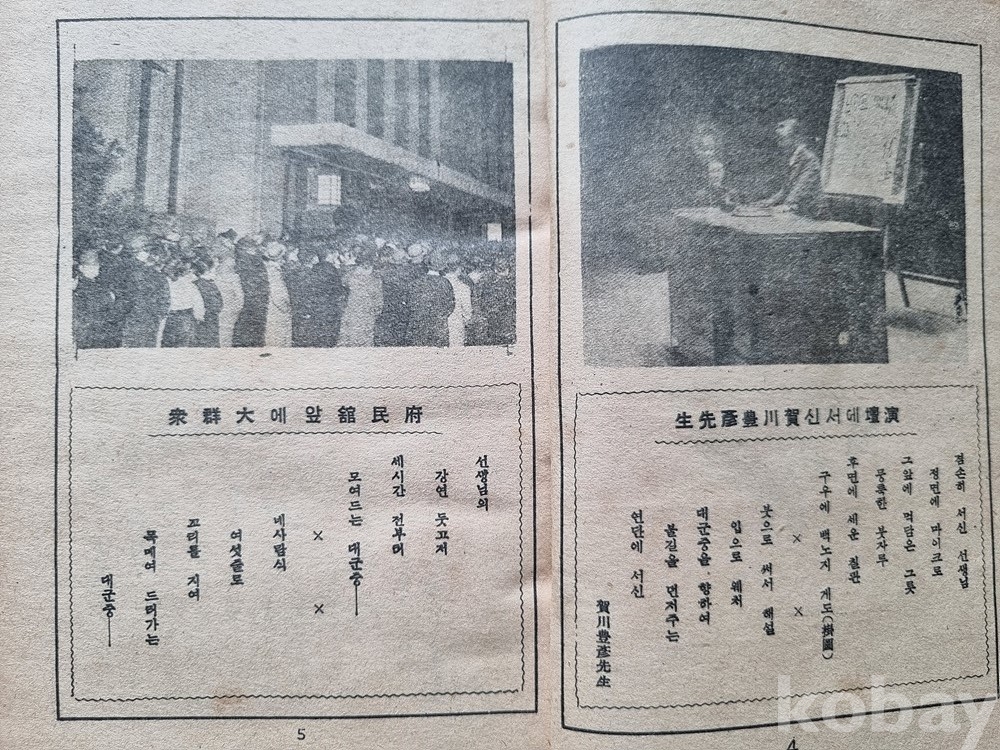 演壇에서신賀川豊彥先生
점손히 서신 선생님
정면에 마이크로
그앞에 먹담은 그릇
뭉툭한 붓자루
후면에 세운 칠판
구우에 백노지 게도(掛圖)
× ×
붓으로 써서 해설
입으로 웨처
대군중을 향하여
불길을 먼저주는
연단에 서신
賀川豊彦先生
4
府民舘앞에大群衆
선생님의
강연 듯고저
세시간 전부터
모여드는 대군중——
× ×
네사람식
여섯줄로
꼬리를 지여
목메여 드러가는
대군중——
5
kobay